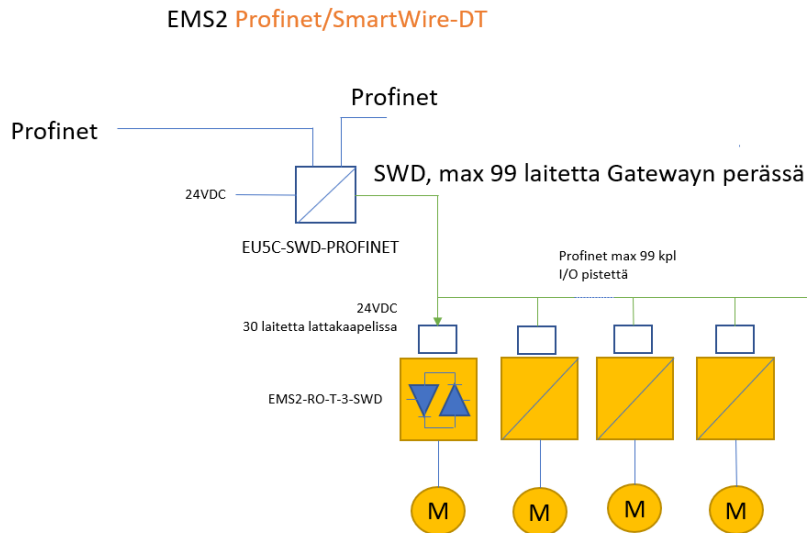 EMS2 Profinet/SmartWire-DT
Profinet
Profinet
SWD, max 99 laitetta Gatewayn perässä
24VDC
EU5C-SWD-PROFINET
Profinet max 99 kpl
I/O pistettä
24VDC
30 laitetta lattakaapelissa
EMS2-RO-T-3-SWD
M
M
M
M